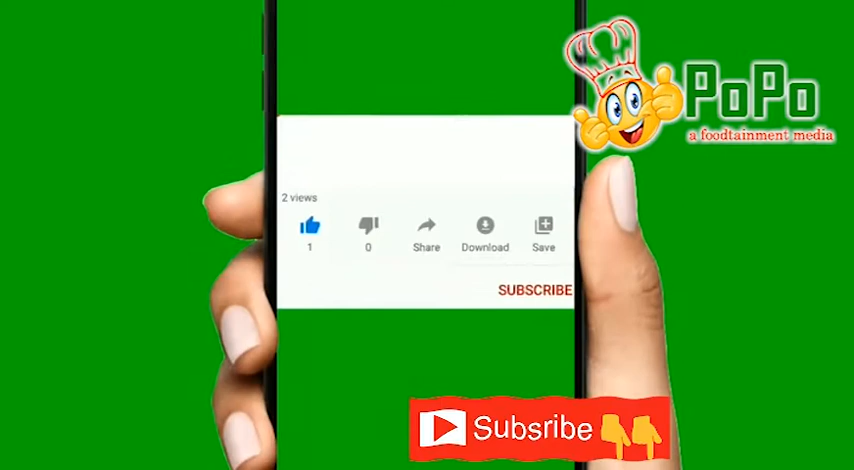 PoPo
a foodtainment media
2 views
1
0
Share
Download
Save
SUBSCRIBE
Subsribe